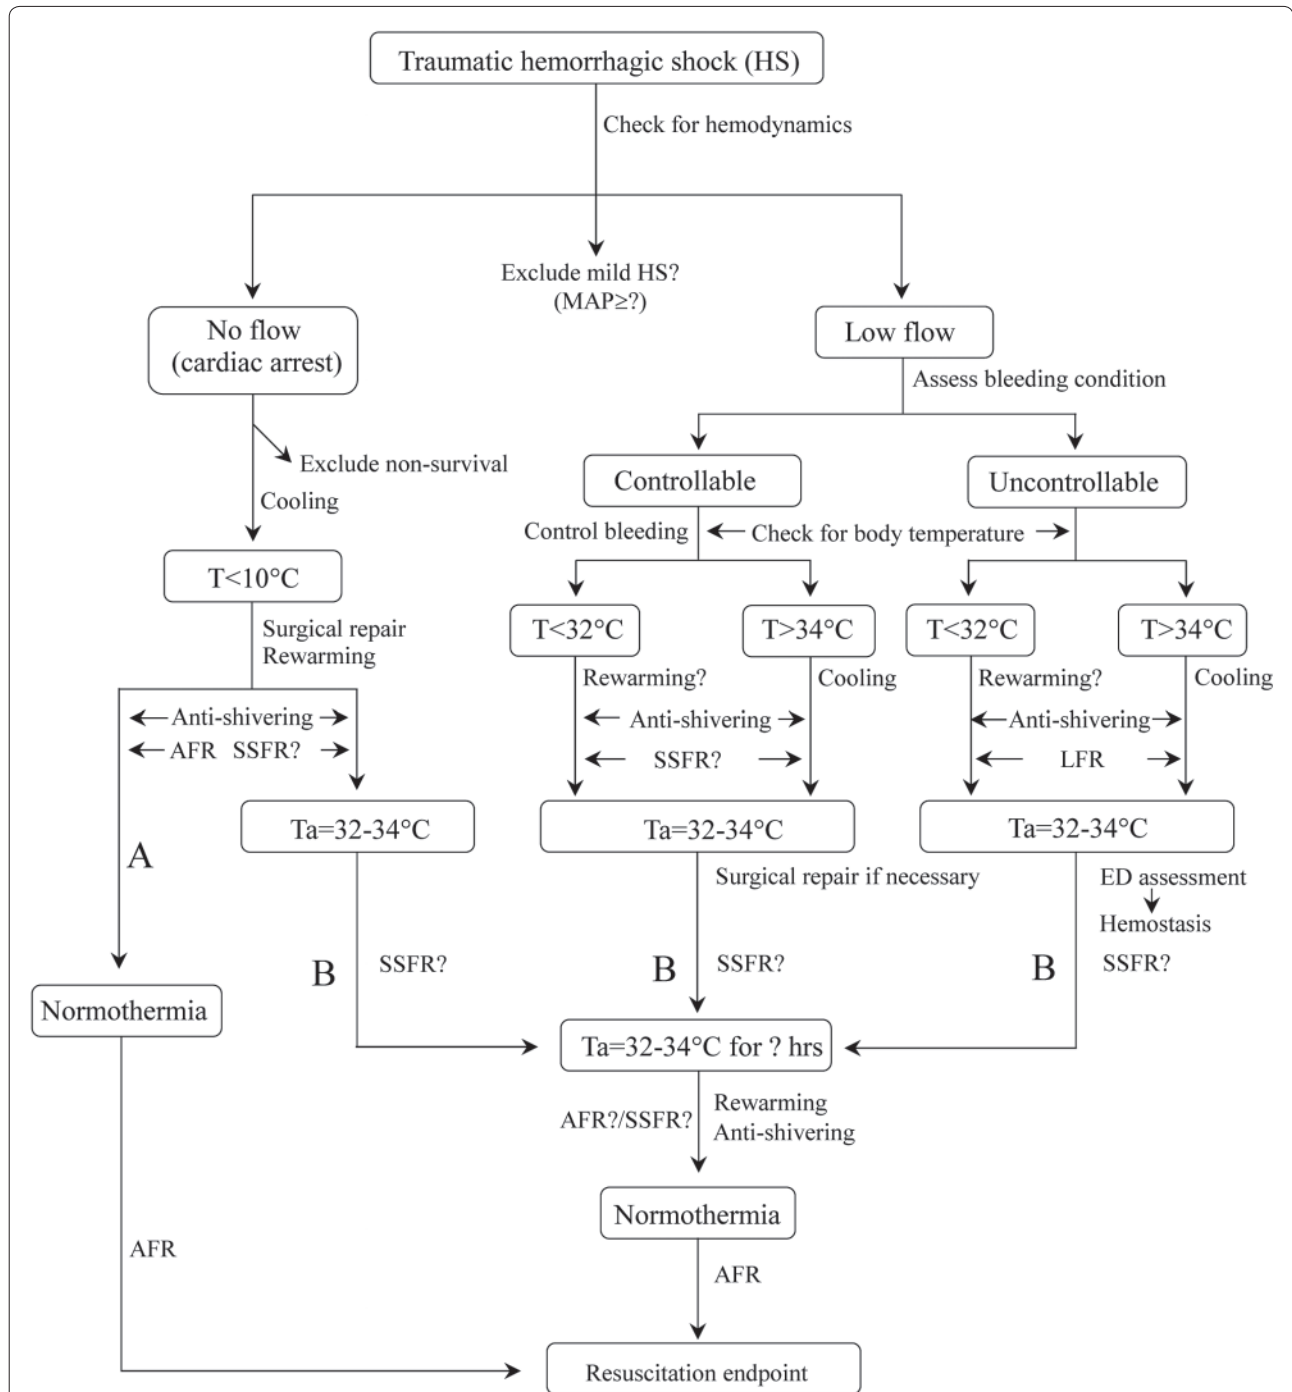 Traumatic hemorrhagic shock (HS)
Check for hemodynamics
Exclude mild HS?
(MAP≥?)
No flow
(cardiac arrest)
Low flow
Assess bleeding condition
Exclude non-survival
Cooling
Controllable
Uncontrollable
Control bleeding
Check for body temperature
T<10°C
T<32°C
T>34°C
T<32°C
T>34°C
Surgical repair
Rewarming
Rewarming?
Cooling
Rewarming?
Cooling
Anti-shivering
Anti-shivering
Anti-shivering
AFR SSFR?
SSFR?
LFR
Ta=32-34°C
Ta=32-34°C
Ta=32-34°C
A
Surgical repair if necessary
ED assessment
Hemostasis
B
SSFR?
B
SSFR?
B
SSFR?
Normothermia
Ta=32-34°C for ? hrs
AFR?/SSFR?
Rewarming
Anti-shivering
Normothermia
AFR
AFR
Resuscitation endpoint